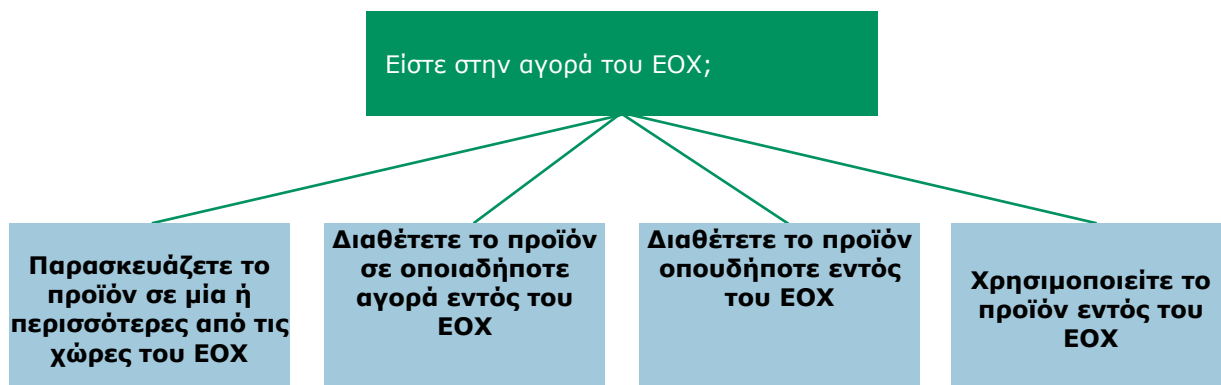 Είστε στην αγορά του ΕΟΧ;
Παρασκευάζετε το
προϊόν σε μία ή
περισσότερες από τις
χώρες του ΕΟΧ
Διαθέτετε το προϊόν
σε οποιαδήποτε
αγορά εντός του
ΕΟΧ
Διαθέτετε το προϊόν
οπουδήποτε εντός
του ΕΟΧ
Χρησιμοποιείτε το
προϊόν εντός του
ΕΟΧ